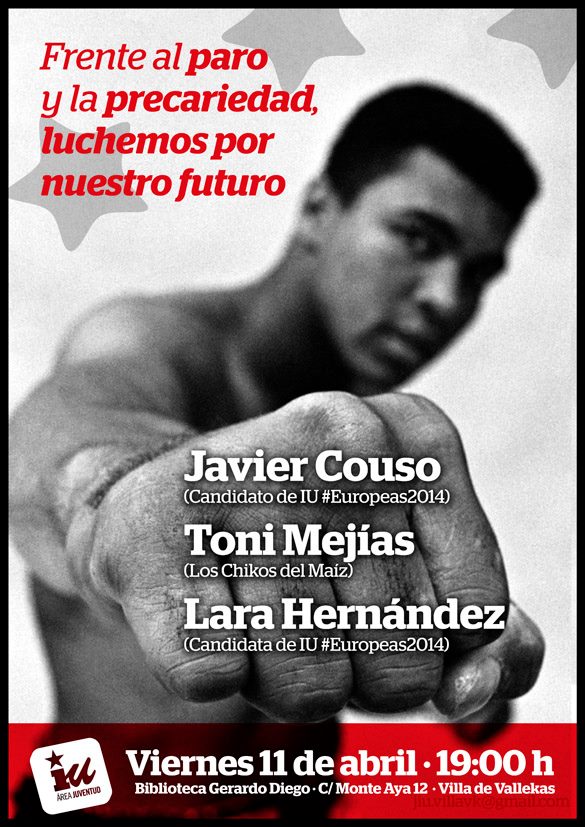 Frente al paro
y la precariedad,
luchemos por
nuestro futuro
Javier Couso
(Candidato de IU #Europeas2014)
Toni Mejías
(Los Chikos del Maíz)
Lara Hernández
(Candidata de IU #Europeas2014)
iu
ÁREA JUVENTUD
Viernes 11 de abril · 19:00 h
Biblioteca Gerardo Diego · C/ Monte Aya 12 · Villa de Vallekas